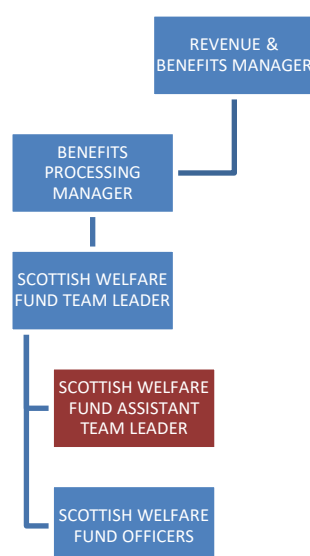 REVENUE &
BENEFITS MANAGER
BENEFITS
PROCESSING
MANAGER
SCOTTISH WELFARE
FUND TEAM LEADER
SCOTTISH WELFARE
FUND ASSISTANT
TEAM LEADER
SCOTTISH WELFARE
FUND OFFICERS